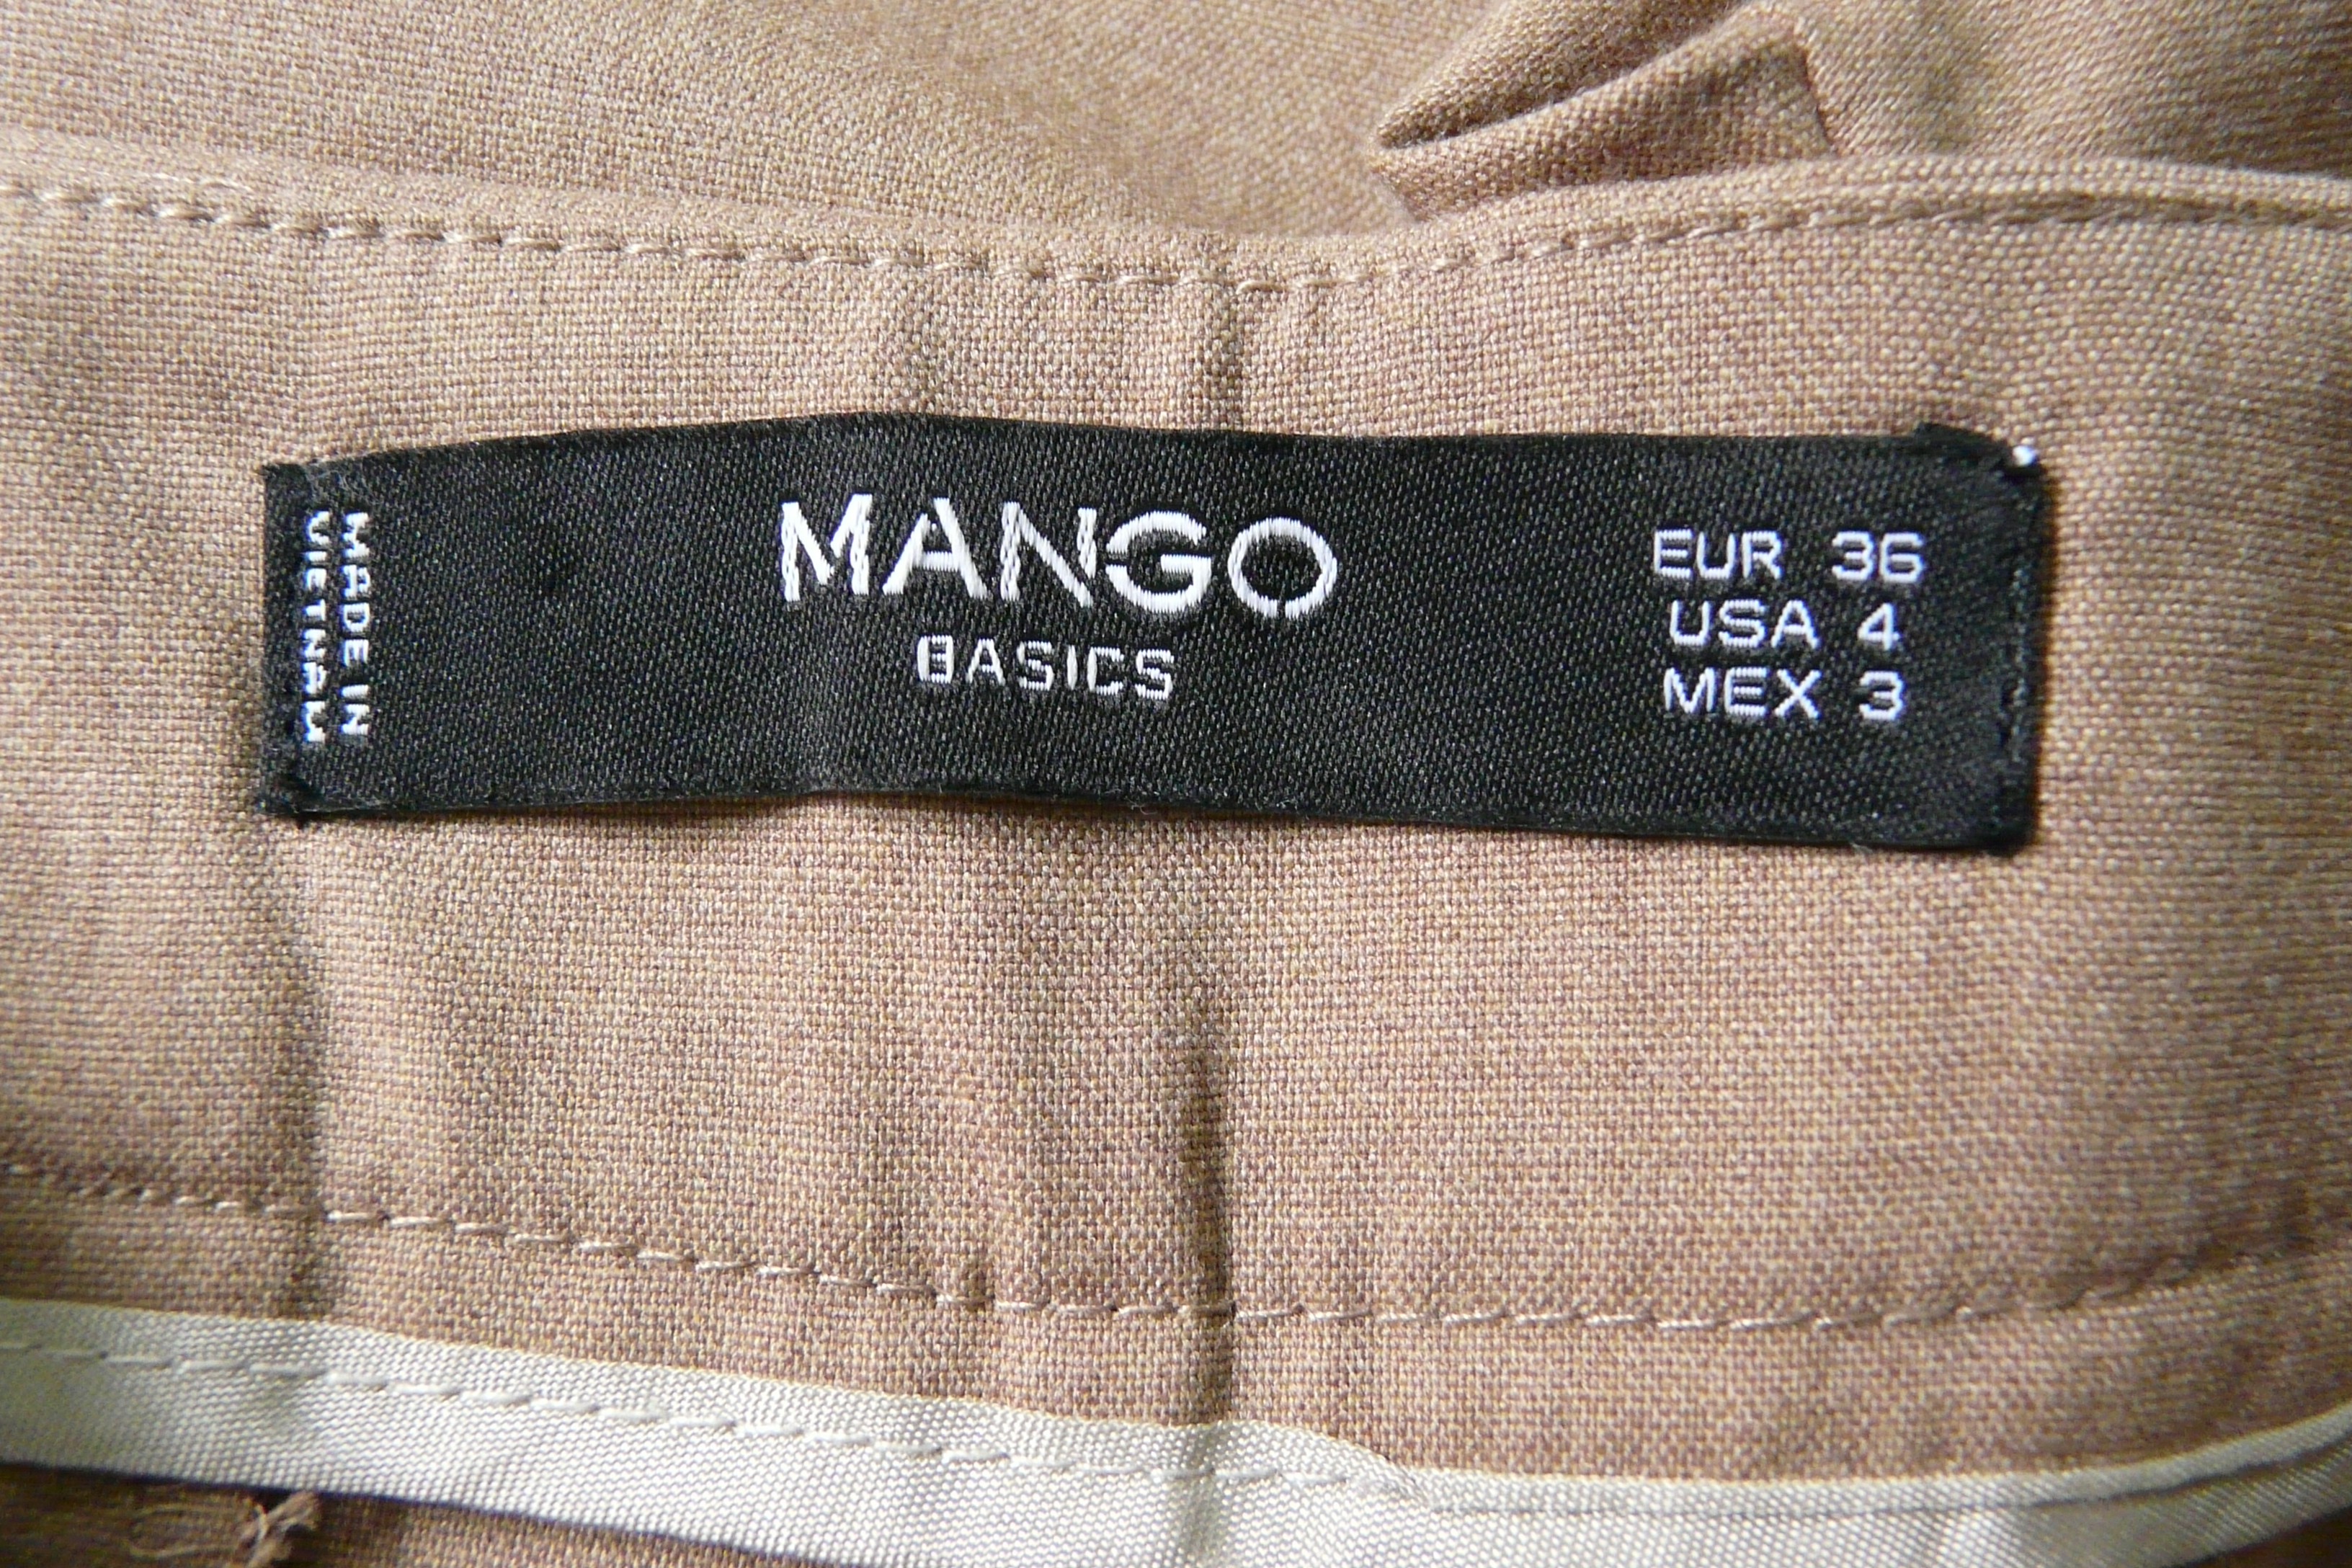 MADE IN
VIETNAM
MANGO
BASICS
EUR 36
USA 4
MEX 3